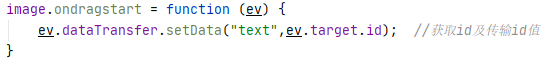 image.ondragstart = function (ev) {
    ev.dataTransfer.setData("text",ev.target.id);  //获取id及传输id值
}